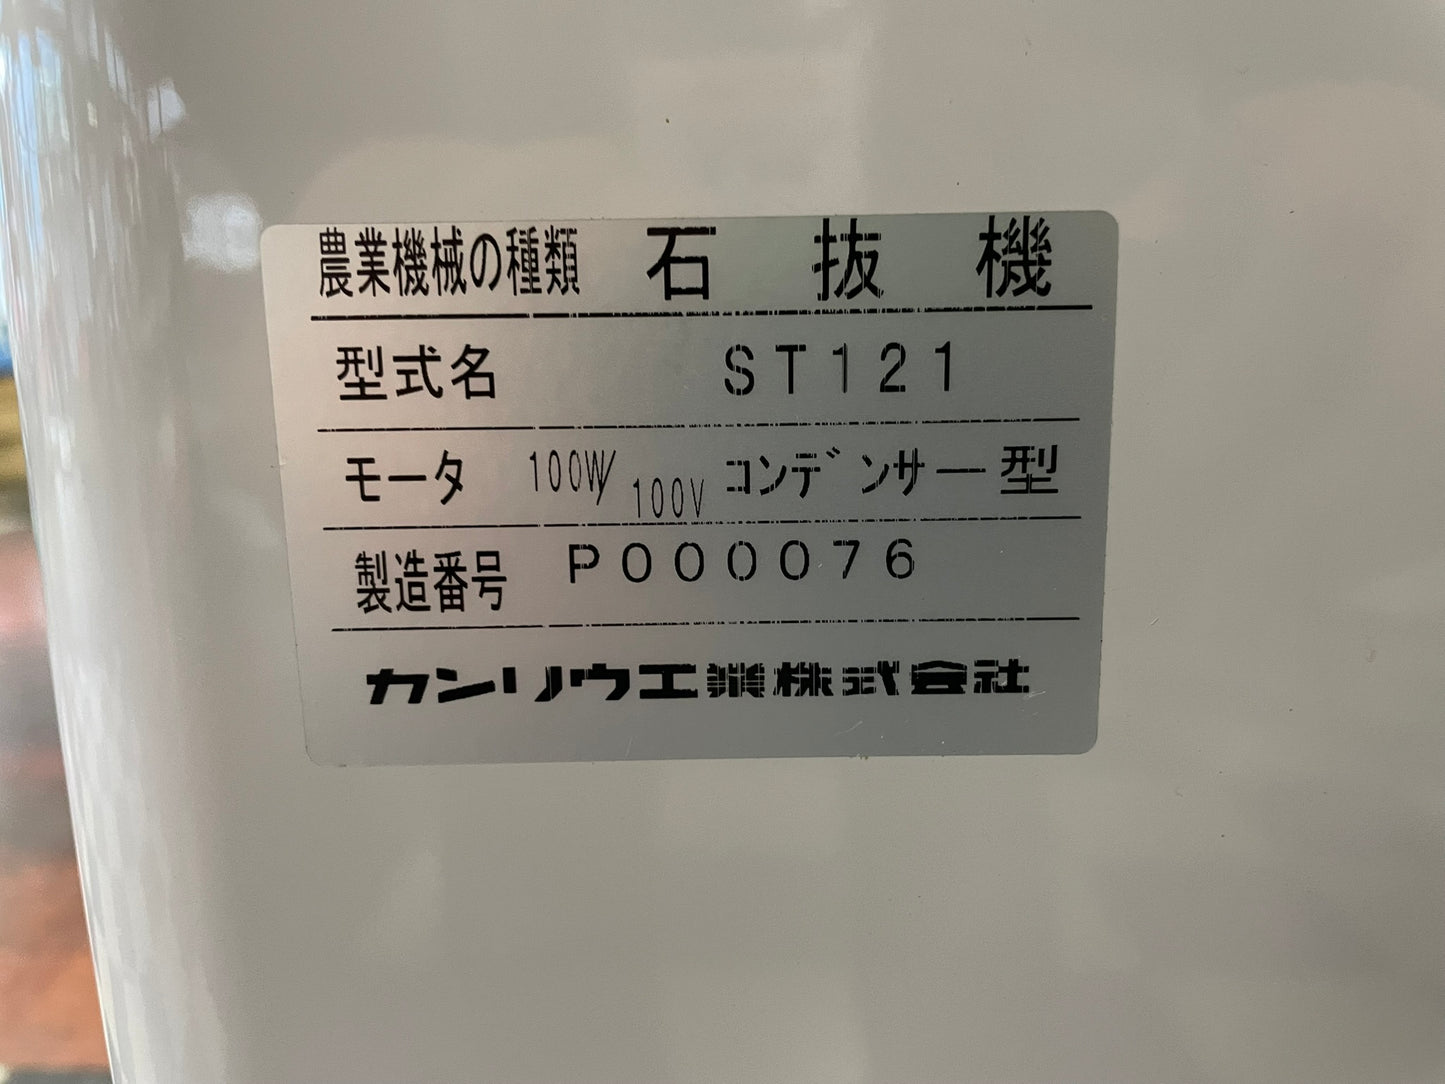 農業機械の種類 石抜機
型式名 ST121
モータ 100W/100V コンデンサー型
製造番号 P000076
カンリウ工業株式会社